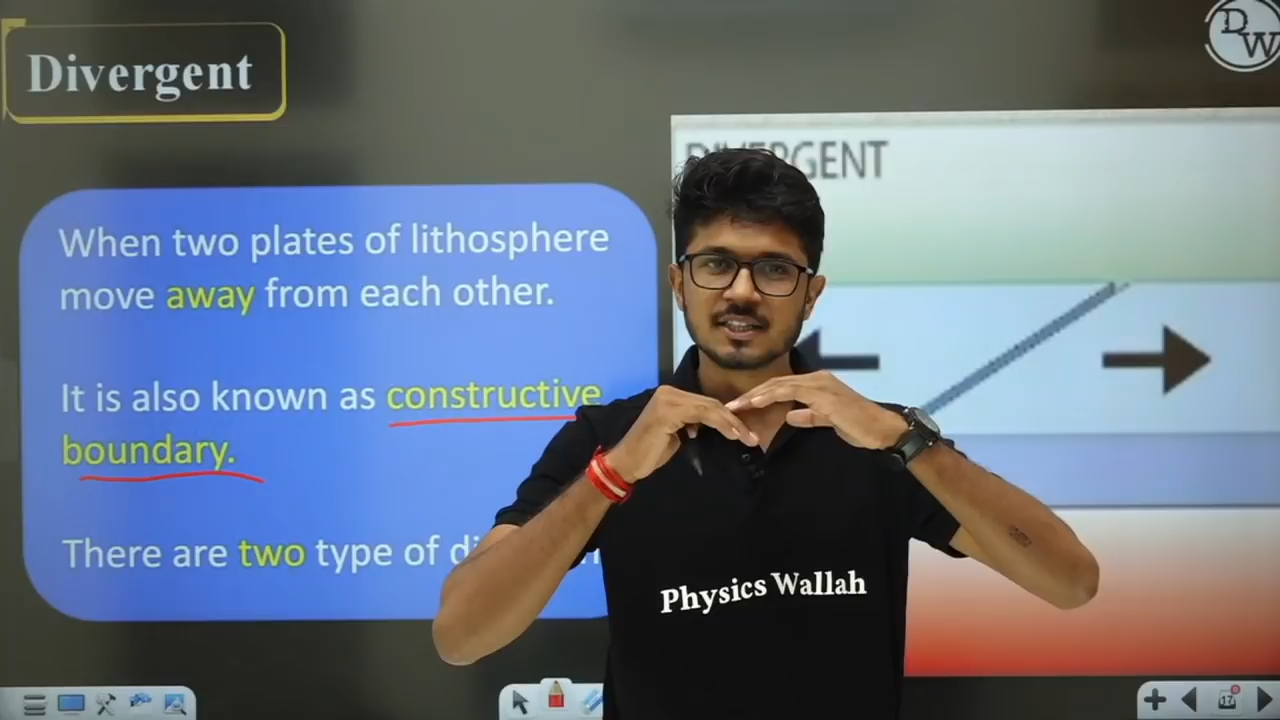 Divergent
When two plates of lithosphere
move away from each other.
It is also known as constructive
boundary.
There are two type of
GENT
Physics Wallah
17